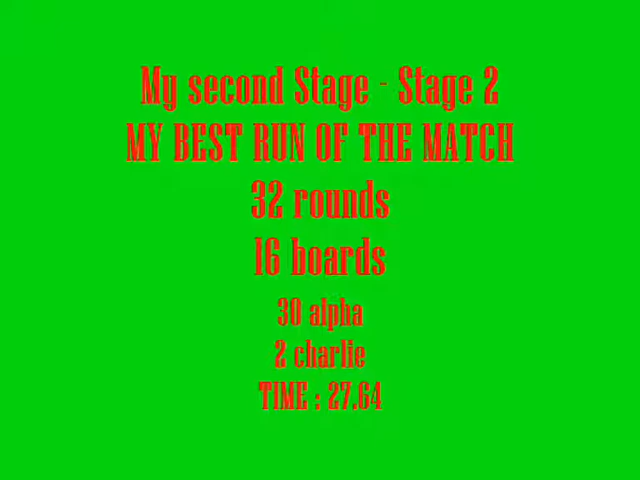 My second Stage - Stage 2
MY BEST RUN OF THE MATCH
32 rounds
16 boards
30 alpha
2 charlie
TIME : 27.64